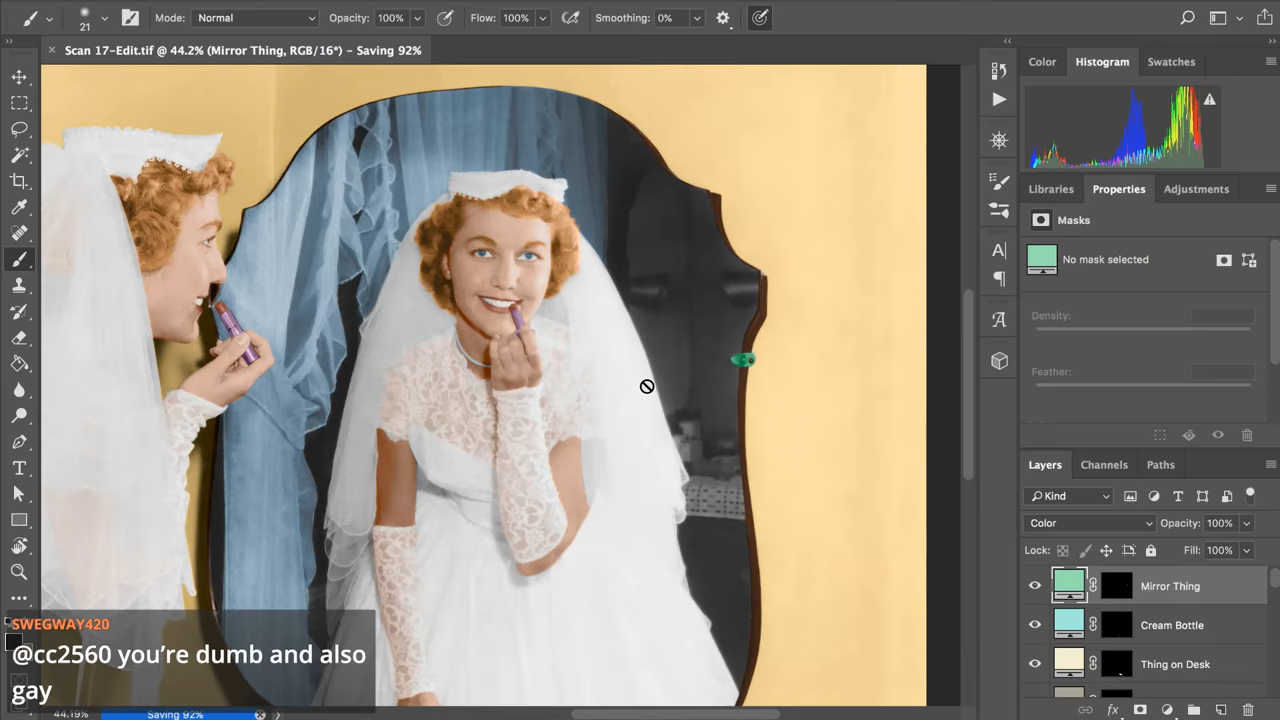 21
Mode: Normal
Opacity: 100%
Flow: 100%
Smoothing: 0%
× Scan 17-Edit.tif @ 44.2% (Mirror Thing, RGB/16*) – Saving 92%
Color Histogram Swatches
Libraries Properties Adjustments
Masks
No mask selected
Density:
Feather:
Layers Channels Paths
Kind
Color Opacity: 100%
Lock: Fill: 100%
Mirror Thing
Cream Bottle
Thing on Desk
fx
SWEGWAY420
@cc2560 you’re dumb and also
gay
44.19% Saving 92%